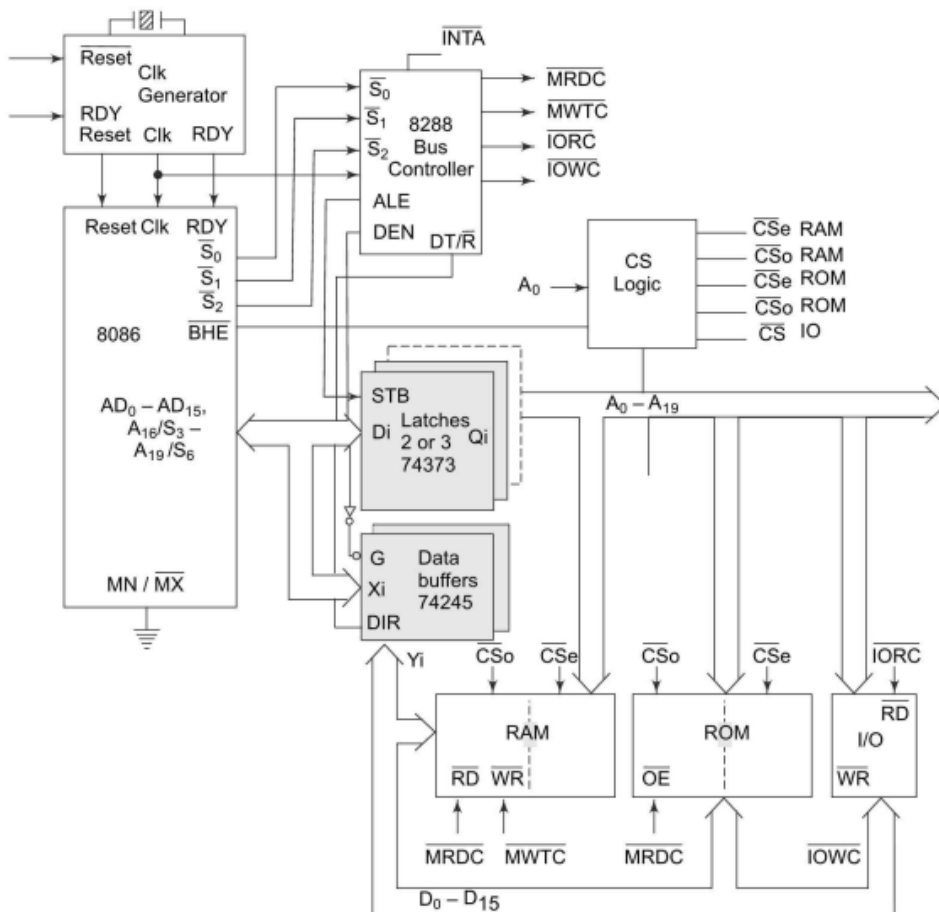 Reset
Clk
Generator
RDY
Reset Clk RDY
INTA
S0
S1
S2
8288
Bus
Controller
ALE
DEN
DT/R
MRDC
MWTC
IORC
IOWC
Reset Clk RDY
S0
S1
S2
8086
BHE
AD0 – AD15,
A16/S3 –
A19/S6
MN / MX
A0
CS
Logic
CSe RAM
CSo RAM
CSe ROM
CSo ROM
CS IO
STB
Di
Latches
2 or 3
74373
Qi
A0 – A19
G
Xi
DIR
Data
buffers
74245
Yi
CSo
CSe
CSo
CSe
IORC
RAM
RD
WR
ROM
OE
RD
I/O
WR
MRDC
MWTC
MRDC
IOWC
D0 – D15